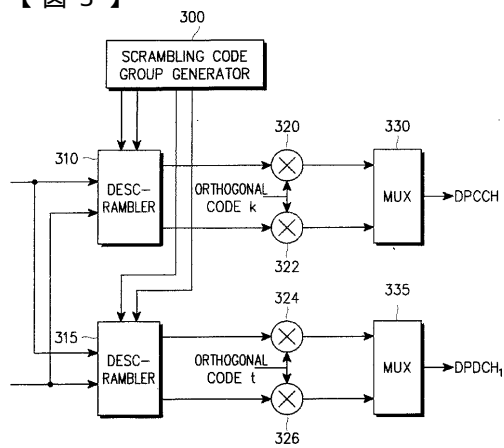 【 図 3 】
300
SCRAMBLING CODE
GROUP GENERATOR
310
DESC-
RAMBLER
320
ORTHOGONAL
CODE k
322
330
MUX
DPCCH
315
DESC-
RAMBLER
324
ORTHOGONAL
CODE t
326
335
MUX
DPDCH1